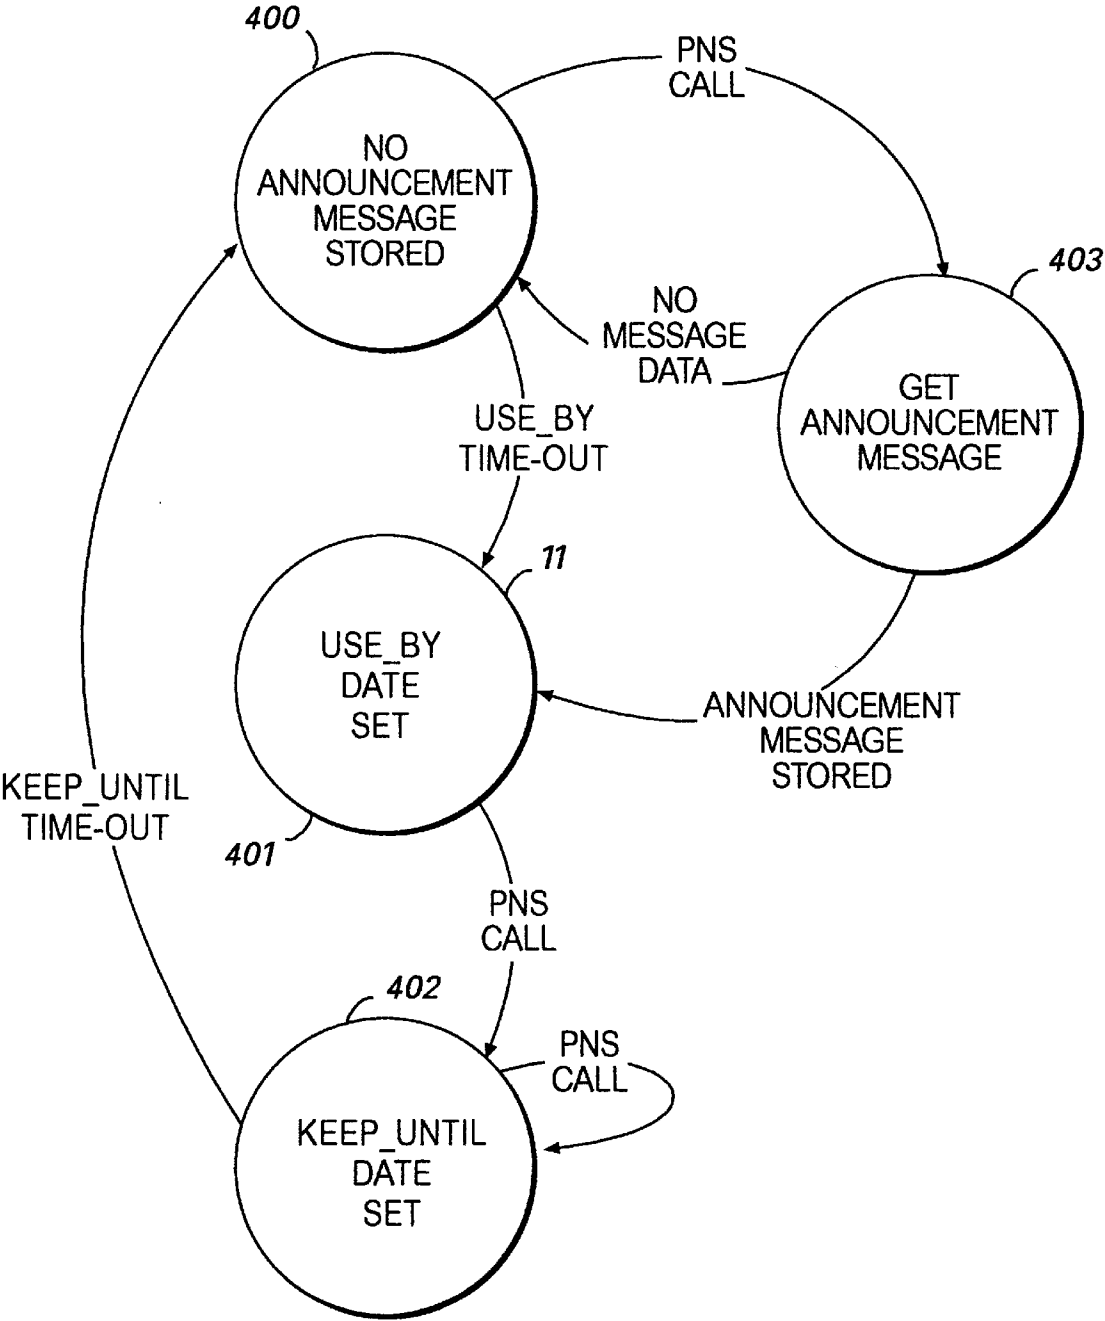 400
PNS
CALL
NO
ANNOUNCEMENT
MESSAGE
STORED
403
NO
MESSAGE
DATA
GET
ANNOUNCEMENT
MESSAGE
USE_BY
TIME-OUT
11
USE_BY
DATE
SET
ANNOUNCEMENT
MESSAGE
STORED
KEEP_UNTIL
TIME-OUT
401
PNS
CALL
402
PNS
CALL
KEEP_UNTIL
DATE
SET